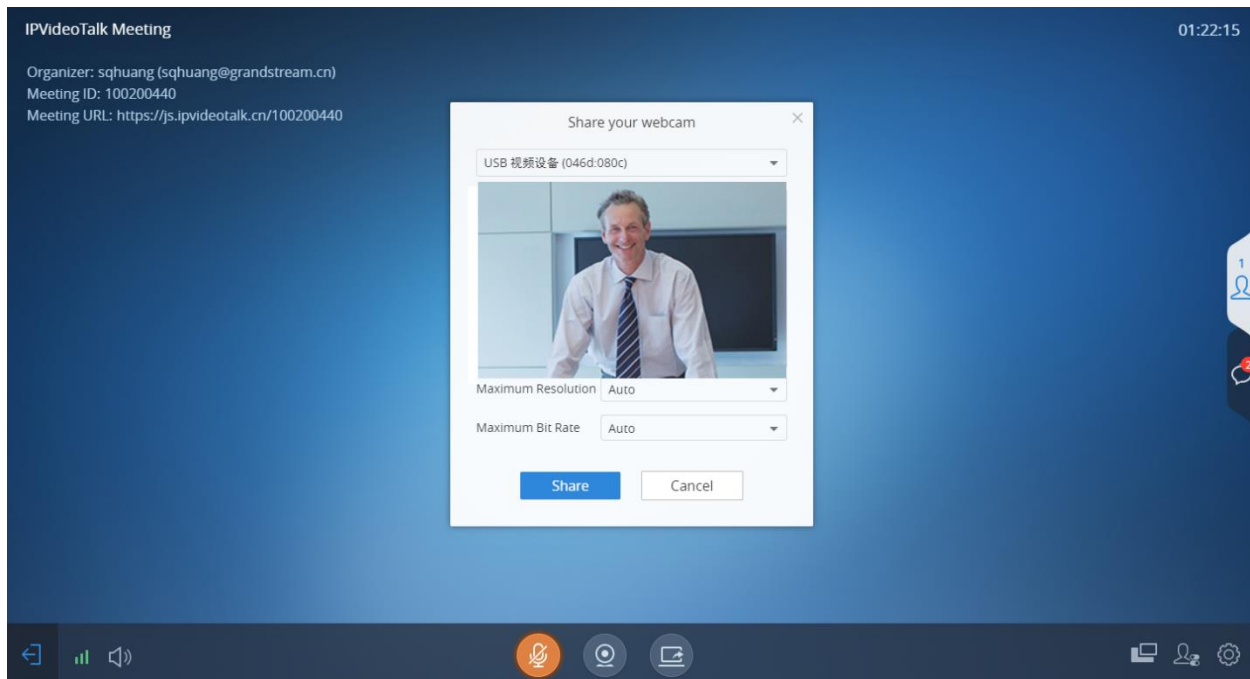 IPVideoTalk Meeting
01:22:15
Organizer: sqhuang (sqhuang@grandstream.cn)
Meeting ID: 100200440
Meeting URL: https://js.ipvideotalk.cn/100200440
Share your webcam
USB 视频设备 (046d:080c)
1
2
Maximum Resolution Auto
Maximum Bit Rate Auto
Share Cancel